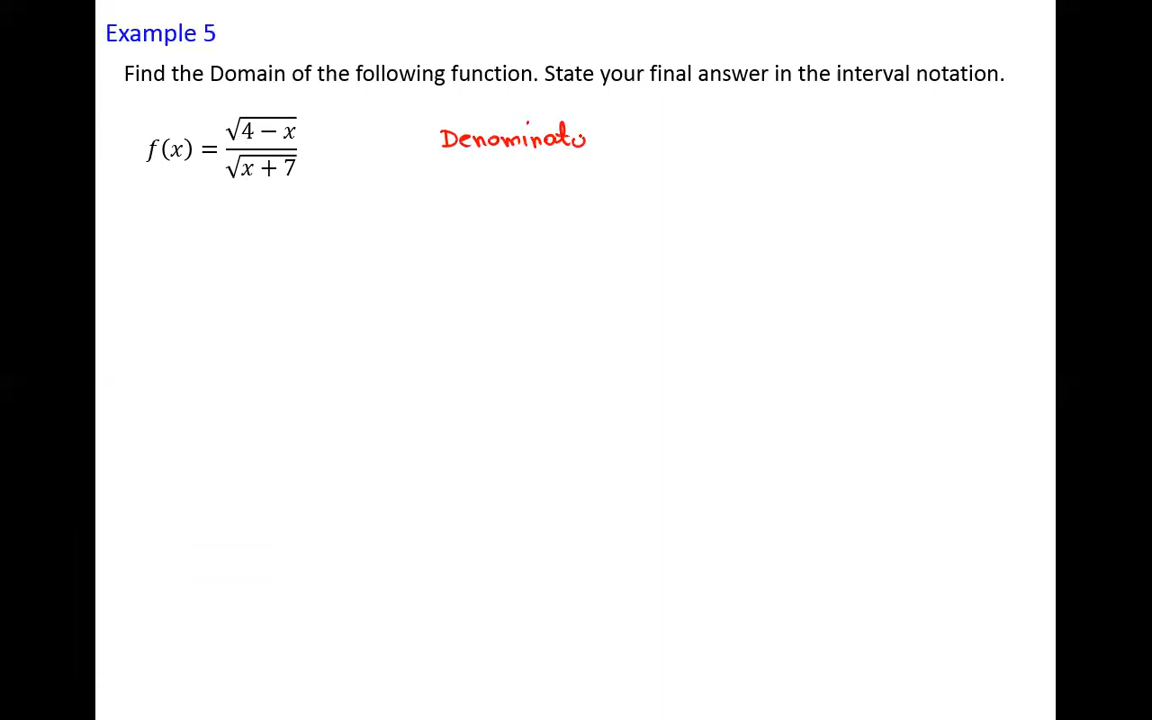 Example 5
Find the Domain of the following function. State your final answer in the interval notation.
f(x) = √(4 − x) / √(x + 7)
Denominato